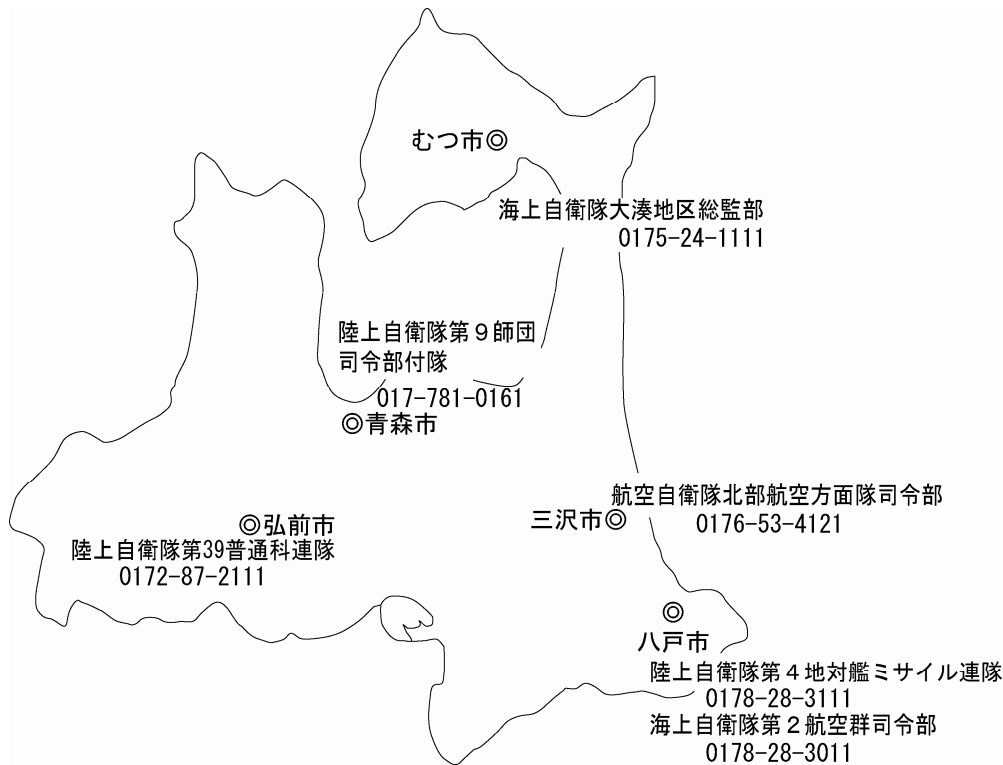 むつ市◎
海上自衛隊大湊地区総監部
0175-24-1111
陸上自衛隊第９師団
司令部付隊
017-781-0161
◎青森市
航空自衛隊北部航空方面隊司令部
三沢市◎
0176-53-4121
◎弘前市
陸上自衛隊第39普通科連隊
0172-87-2111
◎
八戸市
陸上自衛隊第４地対艦ミサイル連隊
0178-28-3111
海上自衛隊第２航空群司令部
0178-28-3011